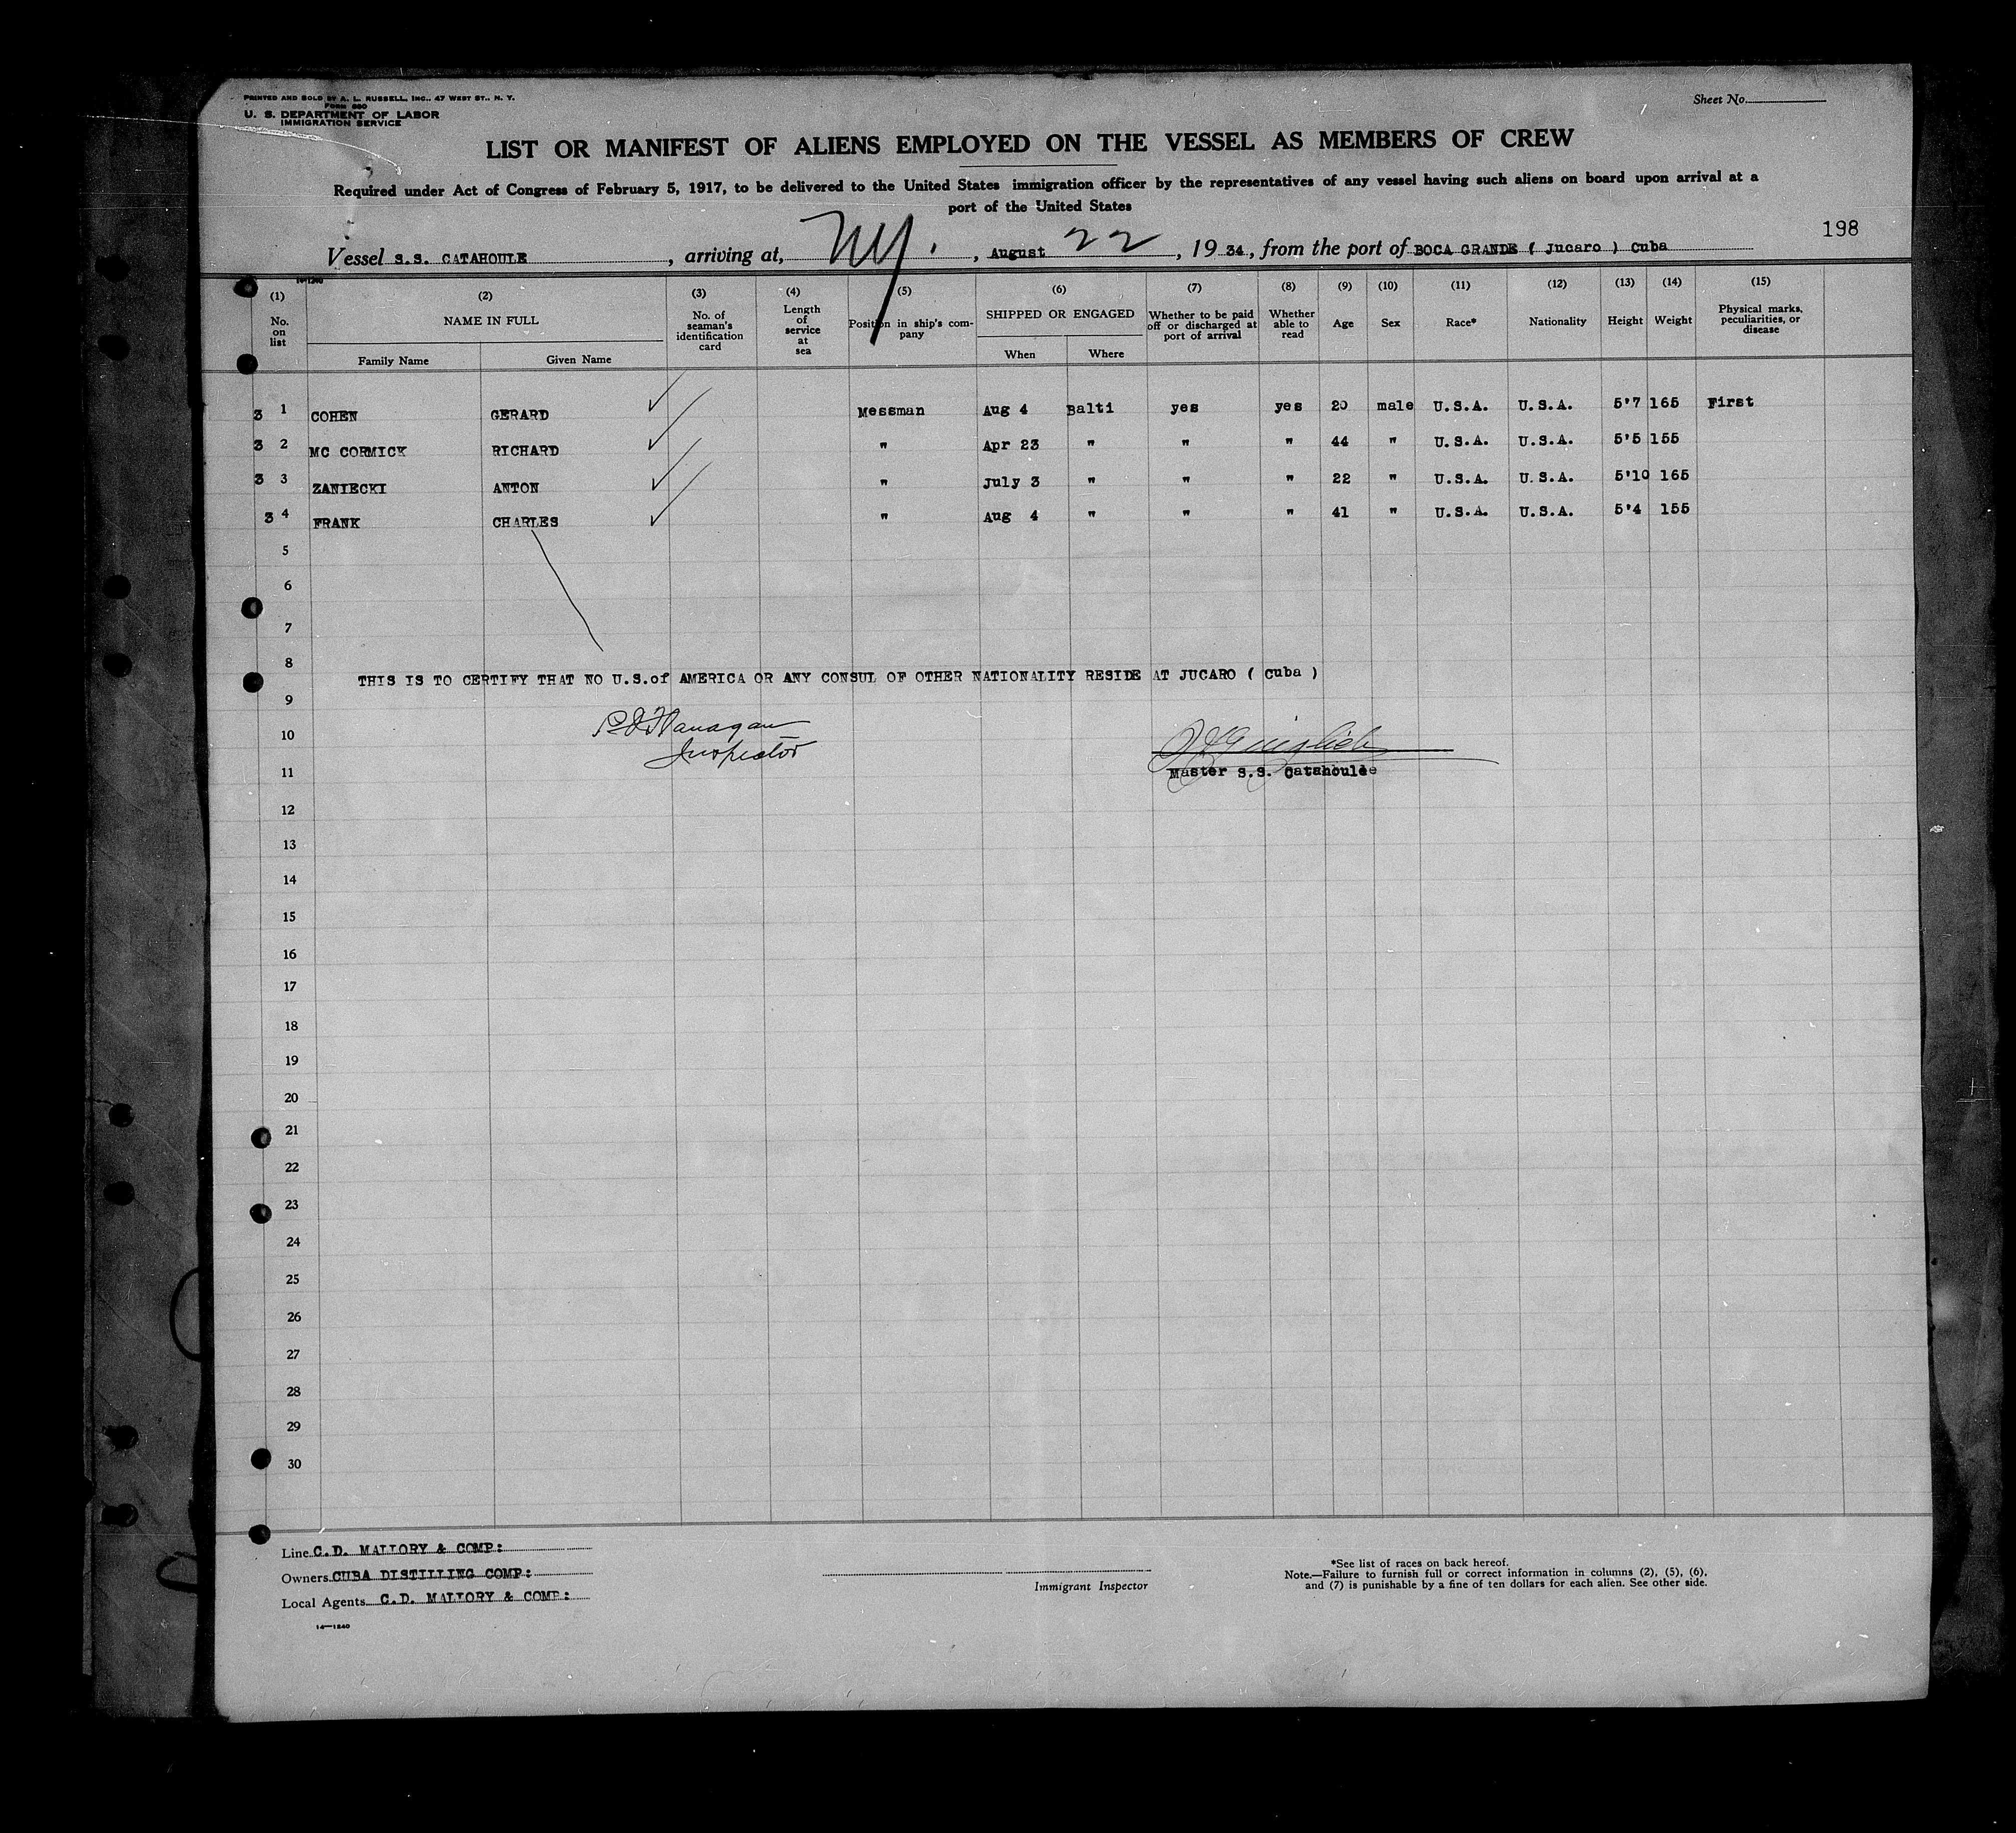 PRINTED AND SOLD BY A. L. RUSSELL, INC., 47 WEST ST., N. Y.
FORM 680
U. S. DEPARTMENT OF LABOR
IMMIGRATION SERVICE
Sheet No.
LIST OR MANIFEST OF ALIENS EMPLOYED ON THE VESSEL AS MEMBERS OF CREW
Required under Act of Congress of February 5, 1917, to be delivered to the United States immigration officer by the representatives of any vessel having such aliens on board upon arrival at a
port of the United States
198
Vessel S.S. CATAHOULE, arriving at, N.Y., August 22, 19 34, from the port of BOCA GRANDE ( Jucaro ) Cuba
14-1240
(1) (2) (3) (4) (5) (6) (7) (8) (9) (10) (11) (12) (13) (14) (15)
No. on list NAME IN FULL No. of seaman's identification card Length of service at sea Position in ship's company SHIPPED OR ENGAGED Whether to be paid off or discharged at port of arrival Whether able to read Age Sex Race* Nationality Height Weight Physical marks, peculiarities, or disease
Family Name Given Name When Where
3 1 COHEN GERARD Messman Aug 4 Balti yes yes 20 male U.S.A. U.S.A. 5'7 165 First
3 2 MC CORMICK RICHARD " Apr 23 " " " 44 " U.S.A. U.S.A. 5'5 155
3 3 ZANIECKI ANTON " July 3 " " " 22 " U.S.A. U.S.A. 5'10 165
3 4 FRANK CHARLES " Aug 4 " " " 41 " U.S.A. U.S.A. 5'4 155
5
6
7
8
THIS IS TO CERTIFY THAT NO U.S.of AMERICA OR ANY CONSUL OF OTHER NATIONALITY RESIDE AT JUCARO ( Cuba )
9
10 Flanagan
Inspector
11 Master S.S. Catahoule
12
13
14
15
16
17
18
19
20
21
22
23
24
25
26
27
28
29
30
Line C.D. MALLORY & COMP:
Owners CUBA DISTILLING COMP:
Local Agents C.D. MALLORY & COMP:
14—1240
Immigrant Inspector
*See list of races on back hereof.
Note.—Failure to furnish full or correct information in columns (2), (5), (6),
and (7) is punishable by a fine of ten dollars for each alien. See other side.